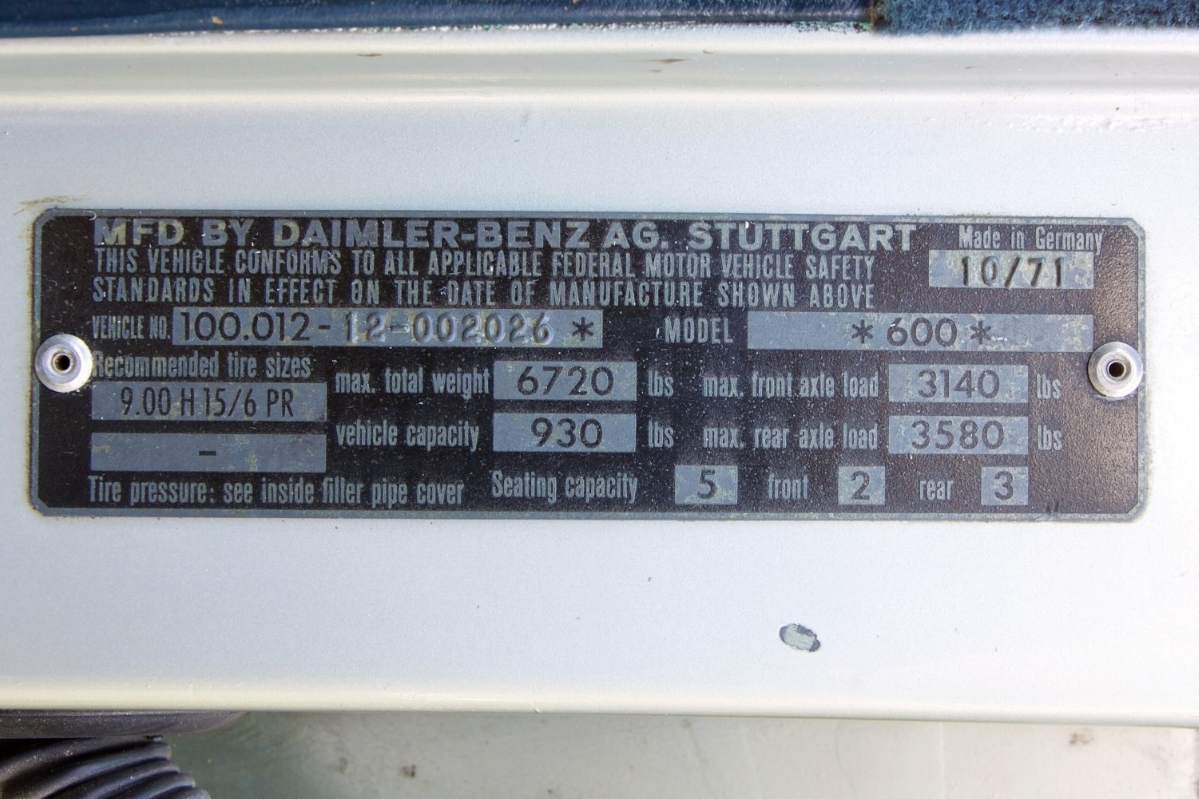 MFD. BY DAIMLER-BENZ AG. STUTTGART Made in Germany
THIS VEHICLE CONFORMS TO ALL APPLICABLE FEDERAL MOTOR VEHICLE SAFETY 10/71
STANDARDS IN EFFECT ON THE DATE OF MANUFACTURE SHOWN ABOVE
VEHICLE NO. 100.012-12-002026 * MODEL *600*
Recommended tire sizes
9.00 H 15/6 PR max. total weight 6720 lbs max. front axle load 3140 lbs
- vehicle capacity 930 lbs max. rear axle load 3580 lbs
Tire pressure: see inside filler pipe cover Seating capacity 5 front 2 rear 3